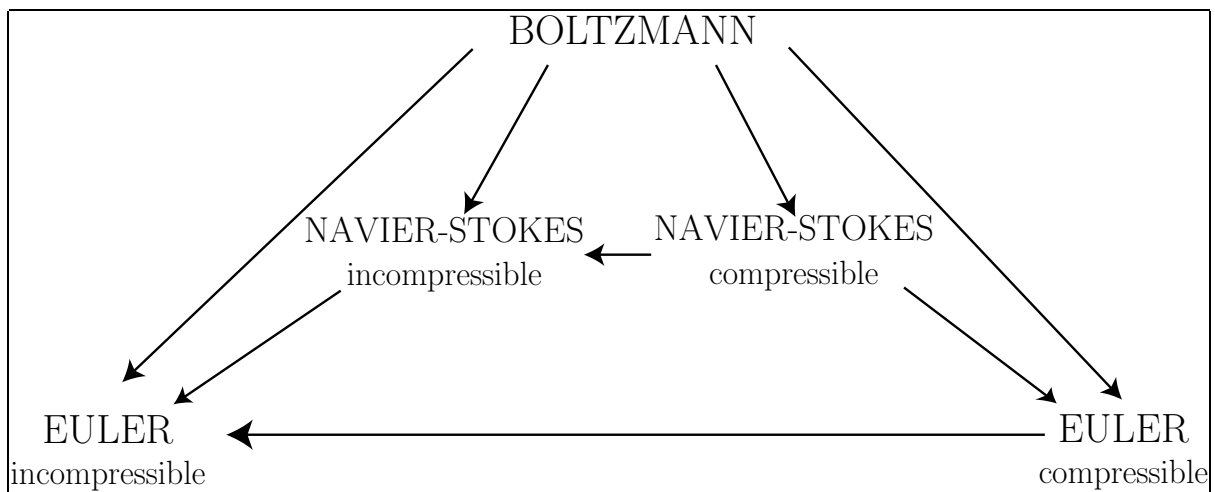 BOLTZMANN
NAVIER-STOKES
incompressible
NAVIER-STOKES
compressible
EULER
incompressible
EULER
compressible